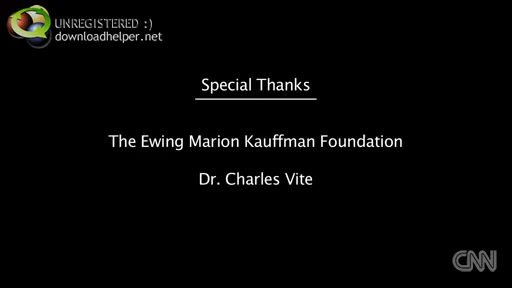 UNREGISTERED :)
downloadhelper.net
Special Thanks
The Ewing Marion Kauffman Foundation
Dr. Charles Vite
CNN